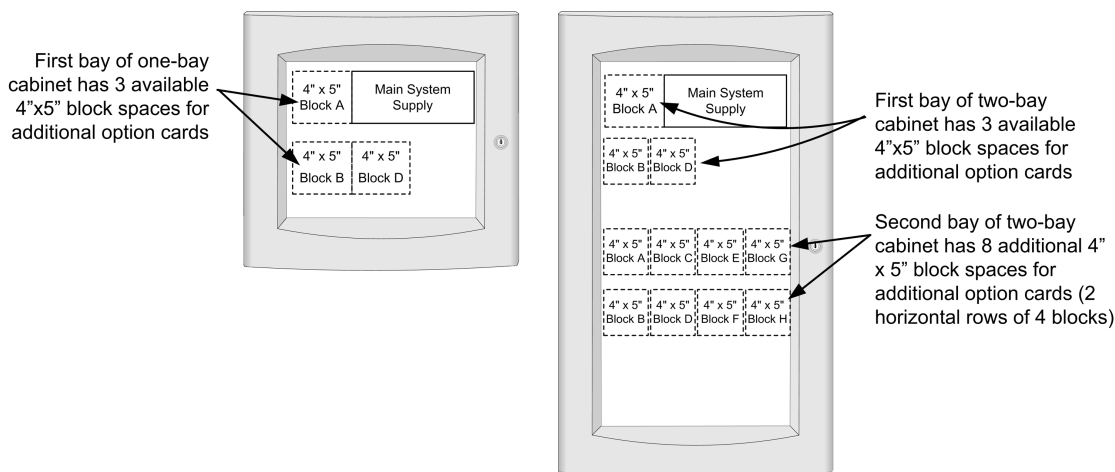 First bay of one-bay
cabinet has 3 available
4”x5” block spaces for
additional option cards
4" x 5"
Block A
Main System
Supply
4" x 5"
Block B
4" x 5"
Block D
4" x 5"
Block A
Main System
Supply
4" x 5"
Block B
4" x 5"
Block D
4" x 5"
Block A
4" x 5"
Block C
4" x 5"
Block E
4" x 5"
Block G
4" x 5"
Block B
4" x 5"
Block D
4" x 5"
Block F
4" x 5"
Block H
First bay of two-bay
cabinet has 3 available
4”x5” block spaces for
additional option cards
Second bay of two-bay
cabinet has 8 additional 4”
x 5” block spaces for
additional option cards (2
horizontal rows of 4 blocks)